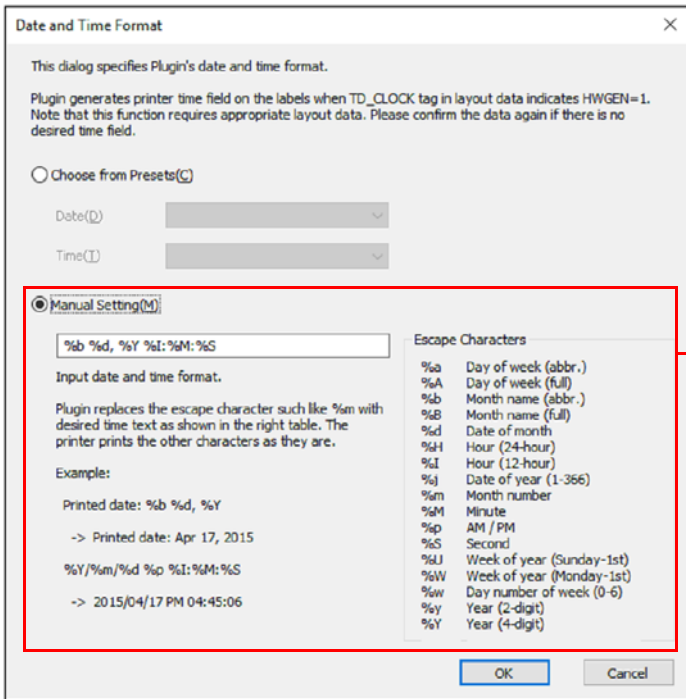 Date and Time Format
This dialog specifies Plugin's date and time format.
Plugin generates printer time field on the labels when TD_CLOCK tag in layout data indicates HWGEN=1.
Note that this function requires appropriate layout data. Please confirm the data again if there is no
desired time field.
Choose from Presets(C)
Date(D)
Time(T)
Manual Setting(M)
%b %d, %Y %I:%M:%S
Input date and time format.
Plugin replaces the escape character such like %m with
desired time text as shown in the right table. The
printer prints the other characters as they are.
Example:
Printed date: %b %d, %Y
-> Printed date: Apr 17, 2015
%Y/%m/%d %p %I:%M:%S
-> 2015/04/17 PM 04:45:06
Escape Characters
%a Day of week (abbr.)
%A Day of week (full)
%b Month name (abbr.)
%B Month name (full)
%d Date of month
%H Hour (24-hour)
%I Hour (12-hour)
%j Date of year (1-366)
%m Month number
%M Minute
%p AM / PM
%S Second
%U Week of year (Sunday-1st)
%W Week of year (Monday-1st)
%w Day number of week (0-6)
%y Year (2-digit)
%Y Year (4-digit)
OK
Cancel